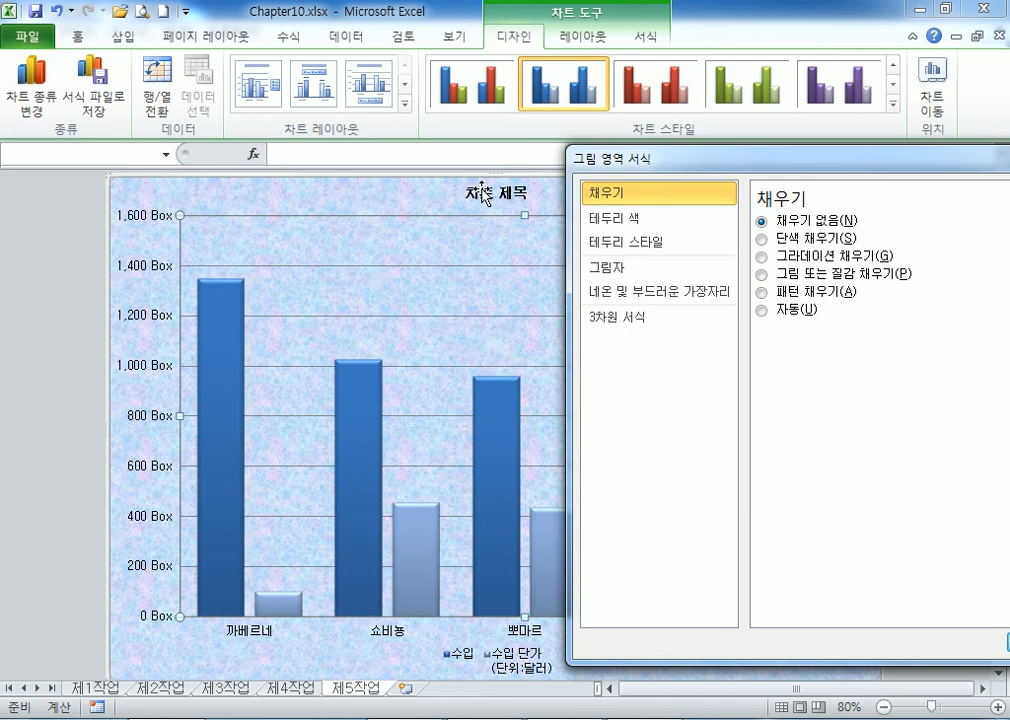 Chapter10.xlsx - Microsoft Excel
차트 도구
파일 홈 삽입 페이지 레이아웃 수식 데이터 검토 보기 디자인 레이아웃 서식
차트 종류 변경
서식 파일로 저장
행/열 전환
데이터 선택
차트 이동
종류 데이터 차트 레이아웃 차트 스타일 위치
fx
그림 영역 서식
차트 제목
채우기
테두리 색
테두리 스타일
그림자
네온 및 부드러운 가장자리
3차원 서식
채우기
채우기 없음(N)
단색 채우기(S)
그라데이션 채우기(G)
그림 또는 질감 채우기(P)
패턴 채우기(A)
자동(U)
1,600 Box
1,400 Box
1,200 Box
1,000 Box
800 Box
600 Box
400 Box
200 Box
0 Box
까베르네 쇼비뇽 뽀마르
수입 수입 단가
(단위:달러)
제1작업 제2작업 제3작업 제4작업 제5작업
준비 계산 80%